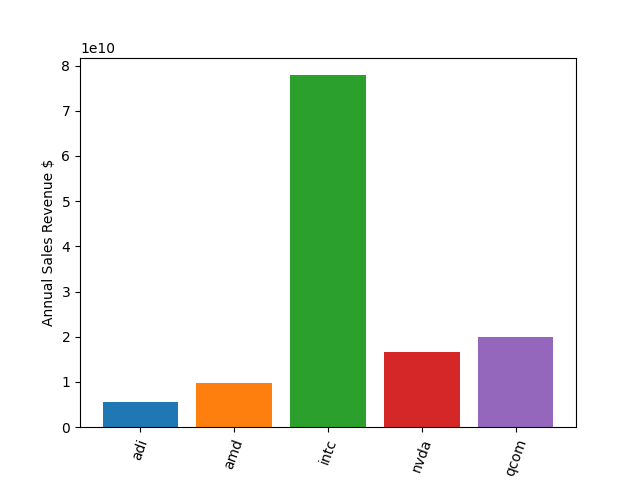 1e10
8
7
6
5
4
3
2
1
0
Annual Sales Revenue $
adi
amd
intc
nvda
qcom